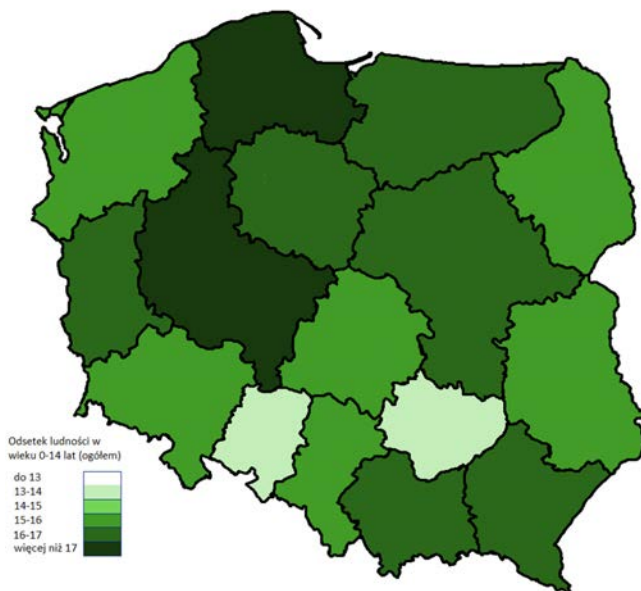 Odsetek ludności w
wieku 0-14 lat (ogółem)
do 13
13-14
14-15
15-16
16-17
więcej niż 17